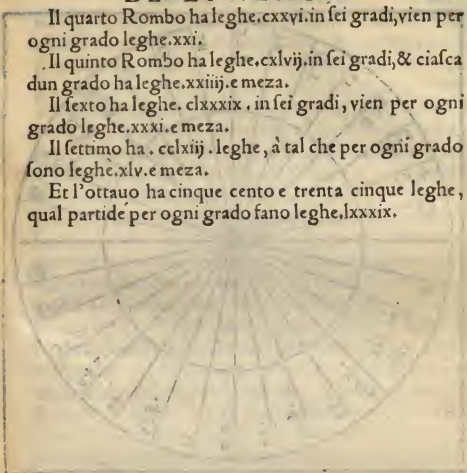 Il quarto Rombo ha leghe.cxxvi.in ſei gradi,vien per
ogni grado leghe.xxi.
.Il quinto Rombo ha leghe.cxlvij.in ſei gradi,& ciaſca
dun grado ha leghe.xxiiij.e meza.
Il ſexto ha leghe. clxxxix . in ſei gradi, vien per ogni
grado leghe.xxxi.e meza.
Il ſettimo ha . cclxiij . leghe, à tal che per ogni grado
ſono leghe.xlv.e meza.
Et l'ottauo ha cinque cento e trenta cinque leghe,
qual partide per ogni grado fano leghe.lxxxix.